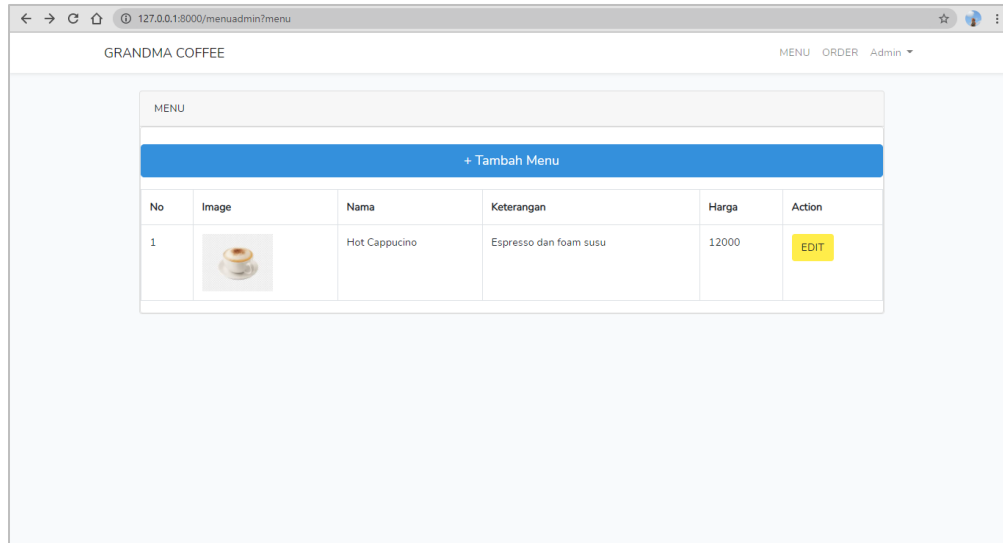 127.0.0.1:8000/menuadmin?menu
GRANDMA COFFEE MENU ORDER Admin
MENU
+ Tambah Menu
No Image Nama Keterangan Harga Action
1 Hot Cappucino Espresso dan foam susu 12000 EDIT